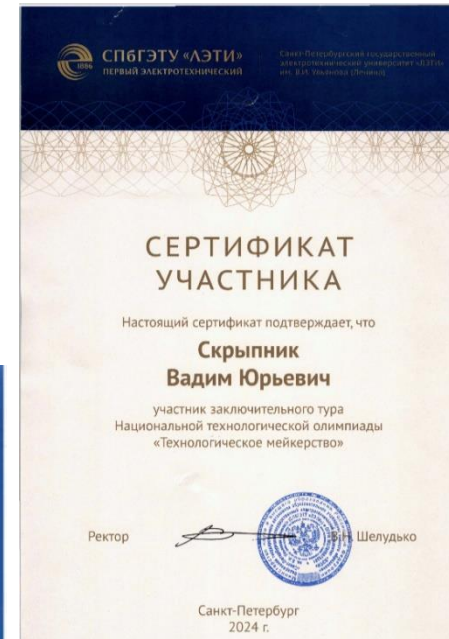 1886
СПбГЭТУ «ЛЭТИ»
ПЕРВЫЙ ЭЛЕКТРОТЕХНИЧЕСКИЙ
Санкт-Петербургский государственный
электротехнический университет «ЛЭТИ»
им. В.И. Ульянова (Ленина)
СЕРТИФИКАТ
УЧАСТНИКА
Настоящий сертификат подтверждает, что
Скрыпник
Вадим Юрьевич
участник заключительного тура
Национальной технологической олимпиады
«Технологическое мейкерство»
Ректор
В.Н. Шелудько
Санкт-Петербург
2024 г.